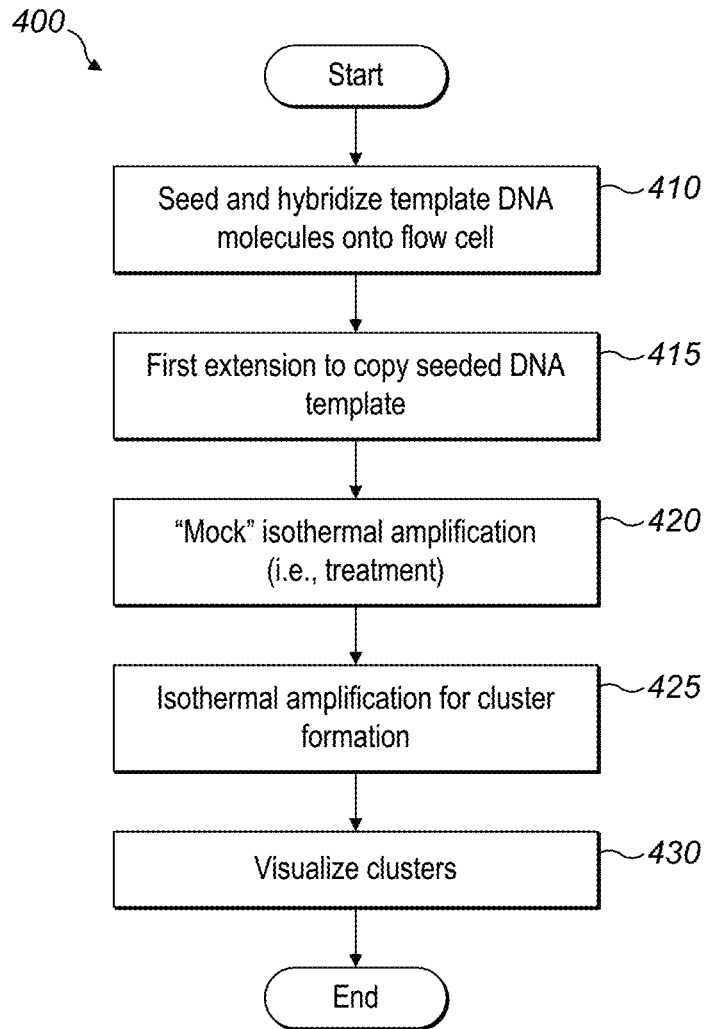 400
Start
Seed and hybridize template DNA
molecules onto flow cell
410
First extension to copy seeded DNA
template
415
“Mock” isothermal amplification
(i.e., treatment)
420
Isothermal amplification for cluster
formation
425
Visualize clusters
430
End